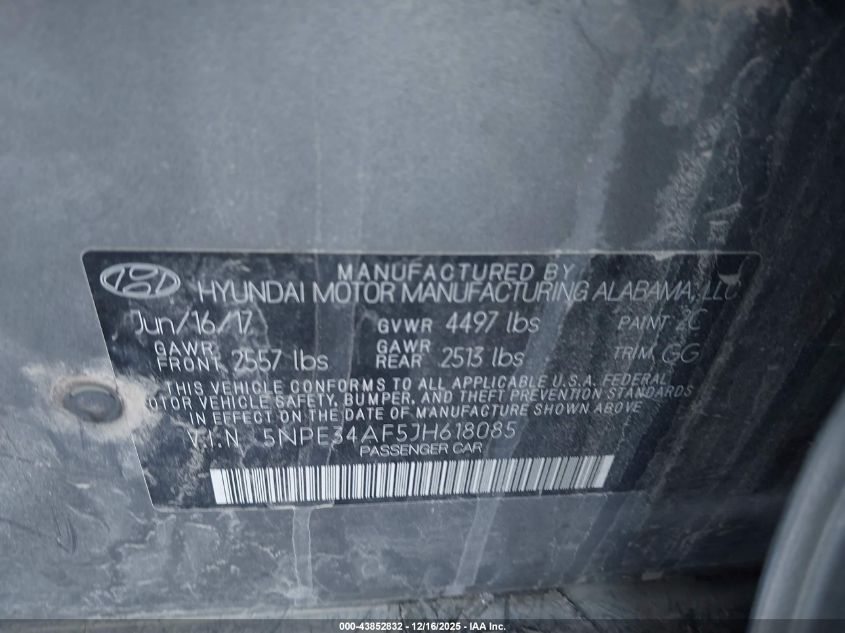 MANUFACTURED BY
HYUNDAI MOTOR MANUFACTURING ALABAMA, LLC
Jun/16/17 GVWR 4497 lbs PAINT 2C
GAWR FRONT 2557 lbs GAWR REAR 2513 lbs TRIM GG
THIS VEHICLE CONFORMS TO ALL APPLICABLE U.S.A. FEDERAL
MOTOR VEHICLE SAFETY, BUMPER, AND THEFT PREVENTION STANDARDS
IN EFFECT ON THE DATE OF MANUFACTURE SHOWN ABOVE
V.I.N 5NPE34AF5JH618085
PASSENGER CAR
000-43852832 - 12/16/2025 - IAA Inc.